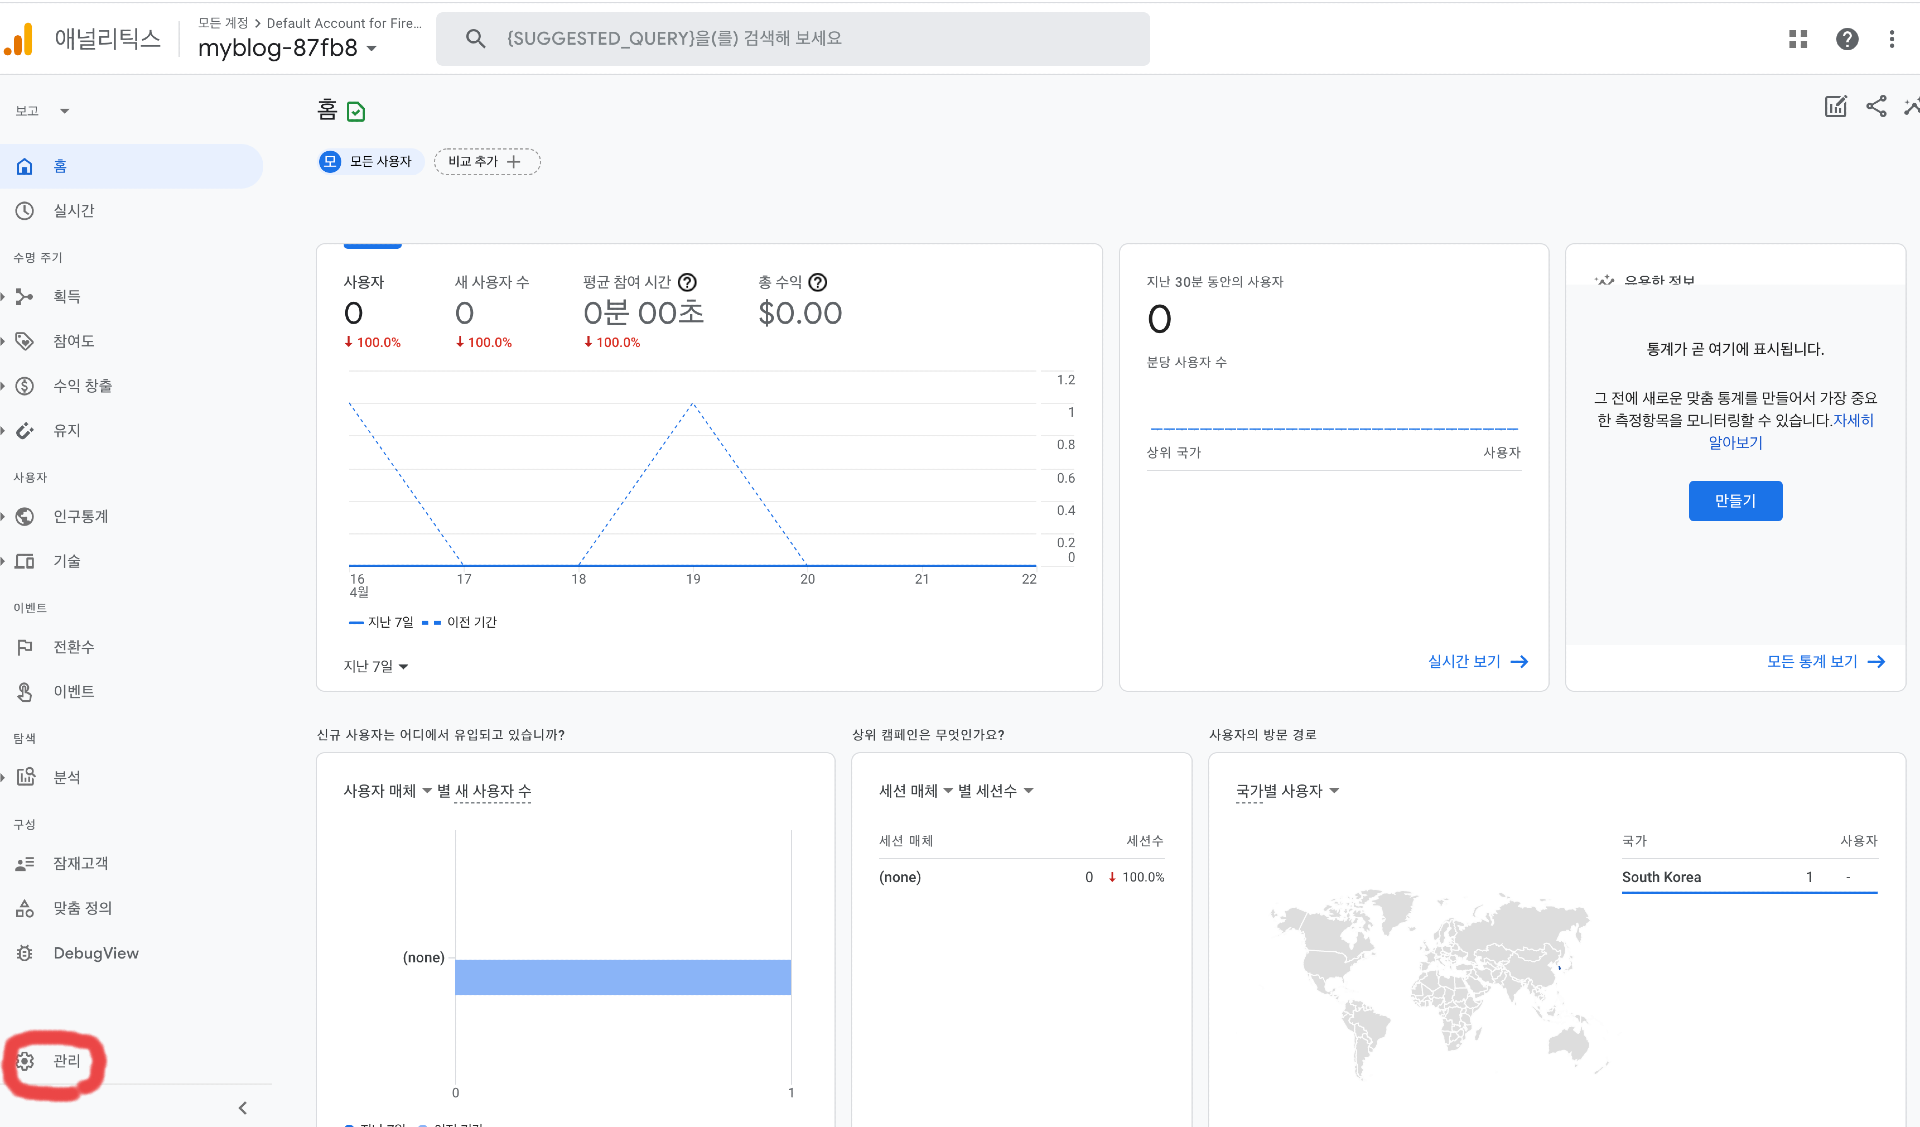 애널리틱스
모든 계정 > Default Account for Fire...
myblog-87fb8
{SUGGESTED_QUERY}을(를) 검색해 보세요
보고
홈
실시간
수명 주기
획득
참여도
수익 창출
유지
사용자
인구통계
기술
이벤트
전환수
이벤트
탐색
분석
구성
잠재고객
맞춤 정의
DebugView
관리
홈
모 모든 사용자 비교 추가
사용자 새 사용자 수 평균 참여 시간 총 수익
0 0 0분 00초 $0.00
100.0% 100.0% 100.0%
1.2
1
0.8
0.6
0.4
0.2
0
16 17 18 19 20 21 22
4월
지난 7일 이전 기간
지난 7일
지난 30분 동안의 사용자
0
분당 사용자 수
상위 국가 사용자
실시간 보기
유용한 정보
통계가 곧 여기에 표시됩니다.
그 전에 새로운 맞춤 통계를 만들어서 가장 중요
한 측정항목을 모니터링할 수 있습니다.자세히
알아보기
만들기
모든 통계 보기
신규 사용자는 어디에서 유입되고 있습니까?
사용자 매체 별 새 사용자 수
(none)
0 1
지난 7일 이전 기간
상위 캠페인은 무엇인가요?
세션 매체 별 세션수
세션 매체 세션수
(none) 0 100.0%
사용자의 방문 경로
국가별 사용자
국가 사용자
South Korea 1 -